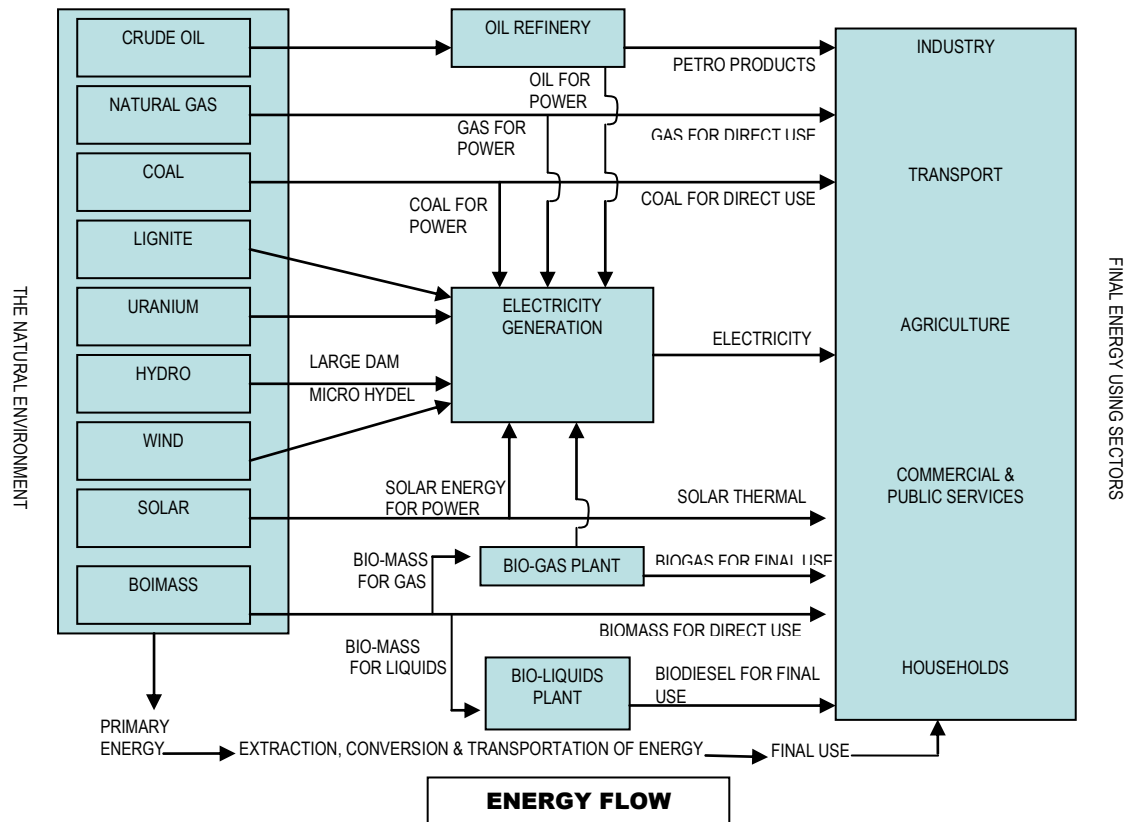 CRUDE OIL
NATURAL GAS
COAL
LIGNITE
URANIUM
HYDRO
WIND
SOLAR
BOIMASS
THE NATURAL ENVIRONMENT
OIL REFINERY
PETRO PRODUCTS
OIL FOR
POWER
GAS FOR
POWER
GAS FOR DIRECT USE
COAL FOR
POWER
COAL FOR DIRECT USE
ELECTRICITY
GENERATION
ELECTRICITY
LARGE DAM
MICRO HYDEL
SOLAR ENERGY
FOR POWER
SOLAR THERMAL
BIO-MASS
FOR GAS
BIO-GAS PLANT
BIOGAS FOR FINAL USE
BIOMASS FOR DIRECT USE
BIO-MASS
FOR LIQUIDS
BIO-LIQUIDS
PLANT
BIODIESEL FOR FINAL
USE
INDUSTRY
TRANSPORT
AGRICULTURE
COMMERCIAL &
PUBLIC SERVICES
HOUSEHOLDS
FINAL ENERGY USING SECTORS
PRIMARY
ENERGY
EXTRACTION, CONVERSION & TRANSPORTATION OF ENERGY
FINAL USE
ENERGY FLOW